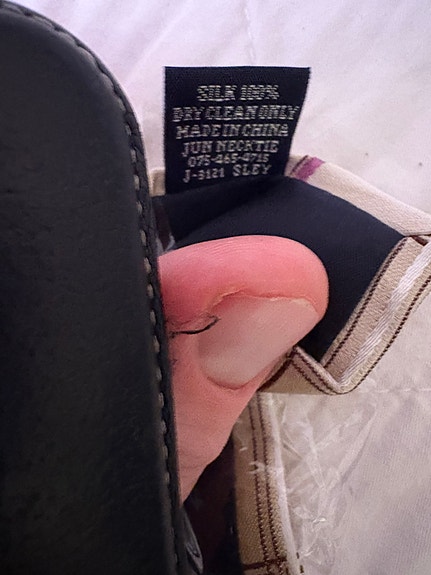 SILK 100%
DRY CLEAN ONLY
MADE IN CHINA
JUN NECKTIE
075-465-4715
J-3121 SLEY